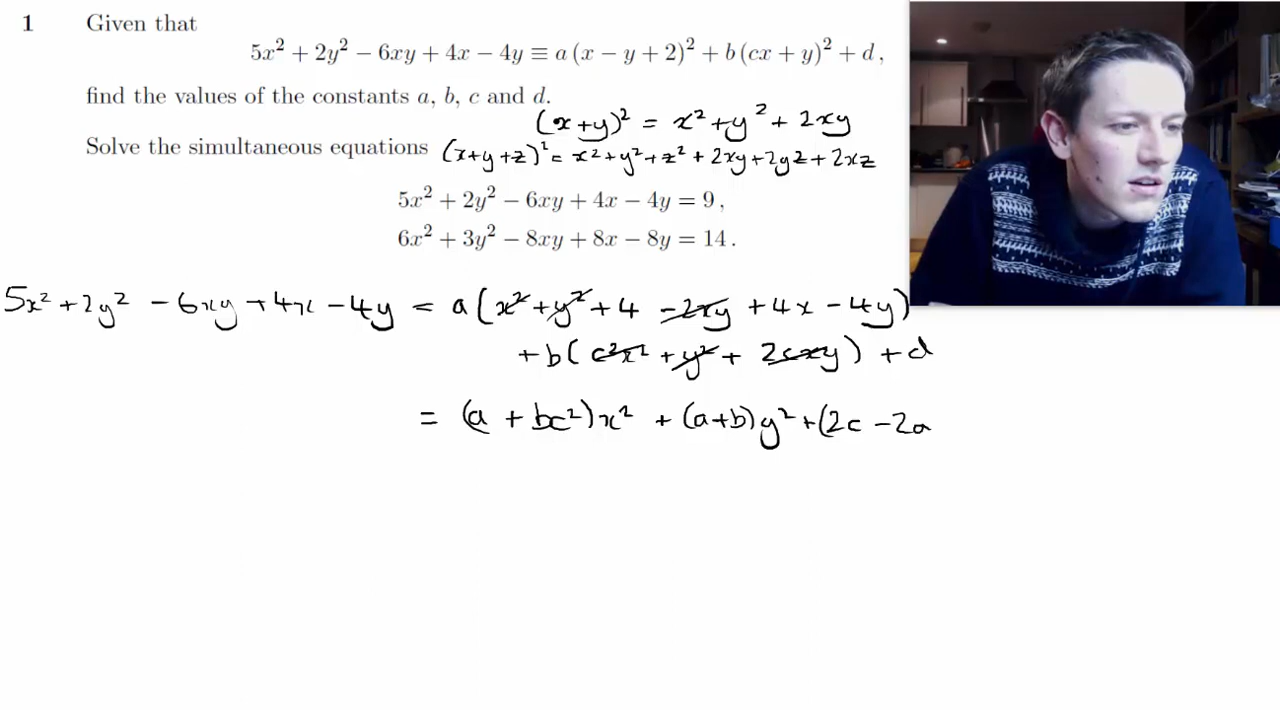 1 Given that
5x² + 2y² − 6xy + 4x − 4y ≡ a (x − y + 2)² + b (cx + y)² + d ,
find the values of the constants a, b, c and d.
(x+y)² = x² + y² + 2xy
Solve the simultaneous equations (x+y+z)² = x²+y²+z² + 2xy+2yz+2xz
5x² + 2y² − 6xy + 4x − 4y = 9 ,
6x² + 3y² − 8xy + 8x − 8y = 14 .
5x² + 2y² − 6xy + 4x − 4y = a(x² + y² + 4 − 2xy + 4x − 4y)
+ b(c²x² + y² + 2cxy) + d
= (a + bc²)x² + (a+b)y² + (2c − 2a